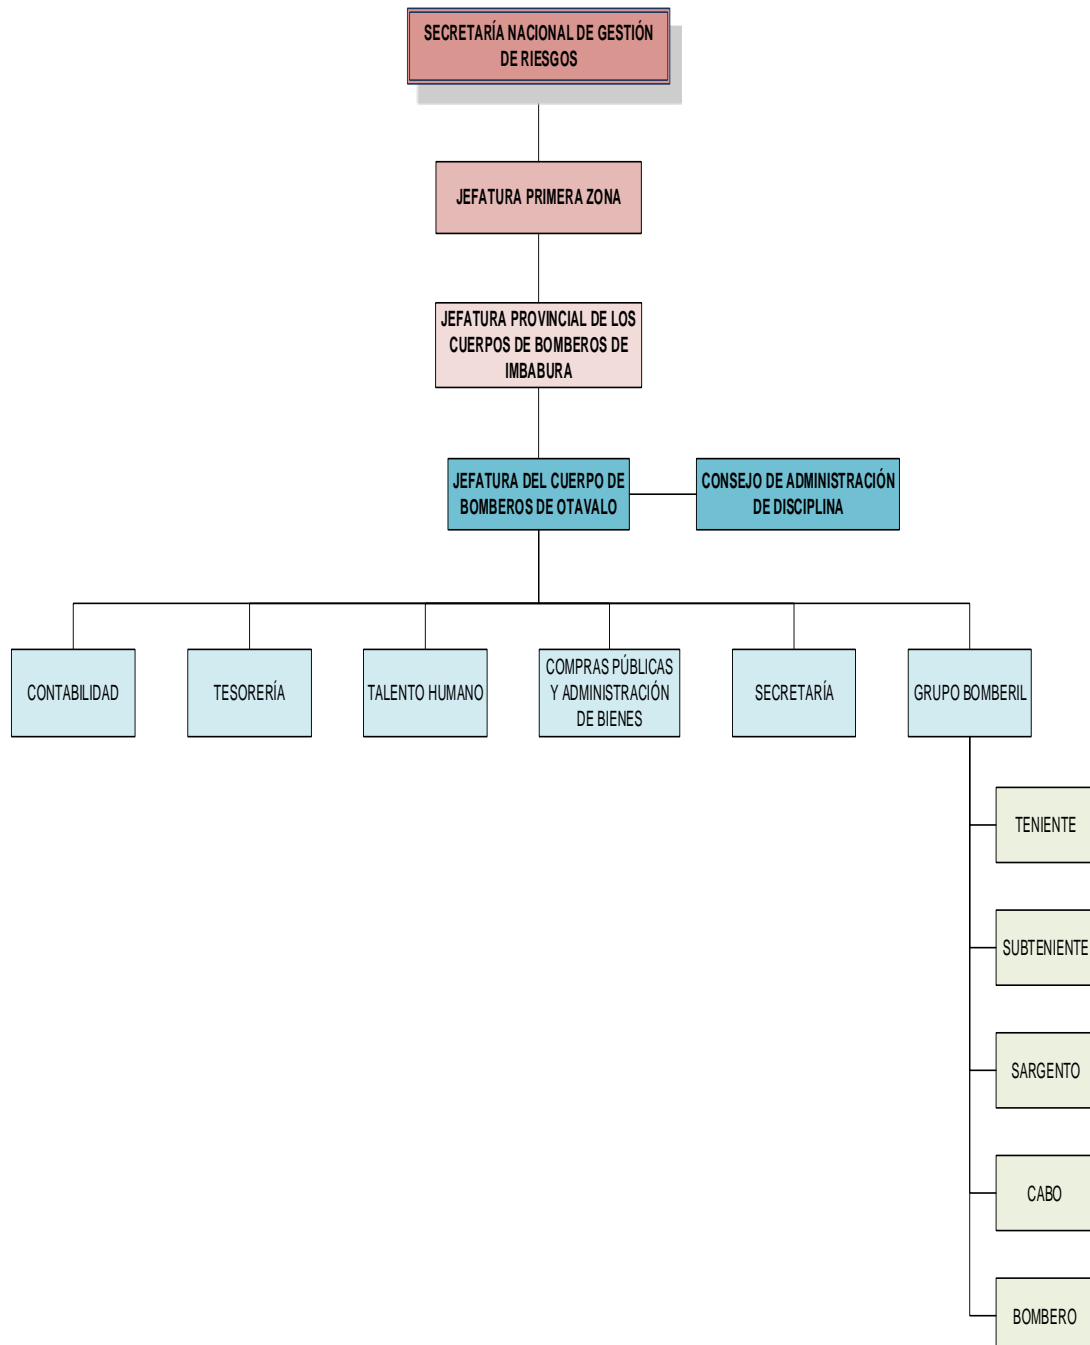 SECRETARÍA NACIONAL DE GESTIÓN
DE RIESGOS
JEFATURA PRIMERA ZONA
JEFATURA PROVINCIAL DE LOS
CUERPOS DE BOMBEROS DE
IMBABURA
JEFATURA DEL CUERPO DE
BOMBEROS DE OTAVALO
CONSEJO DE ADMINISTRACIÓN
DE DISCIPLINA
CONTABILIDAD
TESORERÍA
TALENTO HUMANO
COMPRAS PÚBLICAS
Y ADMINISTRACIÓN
DE BIENES
SECRETARÍA
GRUPO BOMBERIL
TENIENTE
SUBTENIENTE
SARGENTO
CABO
BOMBERO